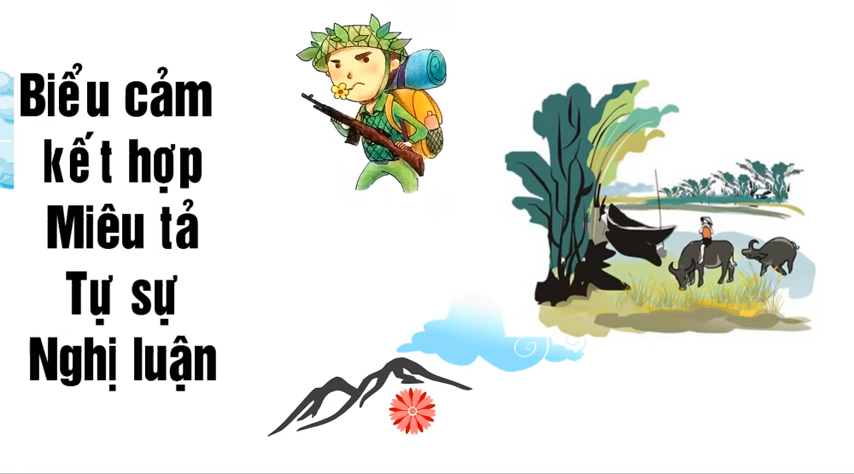 Biểu cảm
kết hợp
Miêu tả
Tự sự
Nghị luận